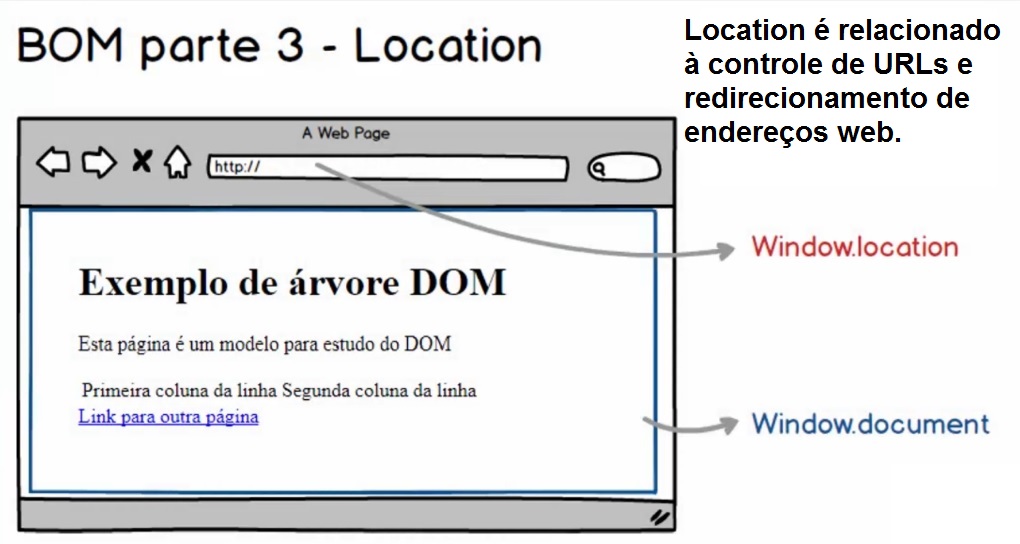 BOM parte 3 - Location
Location é relacionado
à controle de URLs e
redirecionamento de
endereços web.
A Web Page
http://
Window.location
Exemplo de árvore DOM
Esta página é um modelo para estudo do DOM
Primeira coluna da linha Segunda coluna da linha
Link para outra página
Window.document